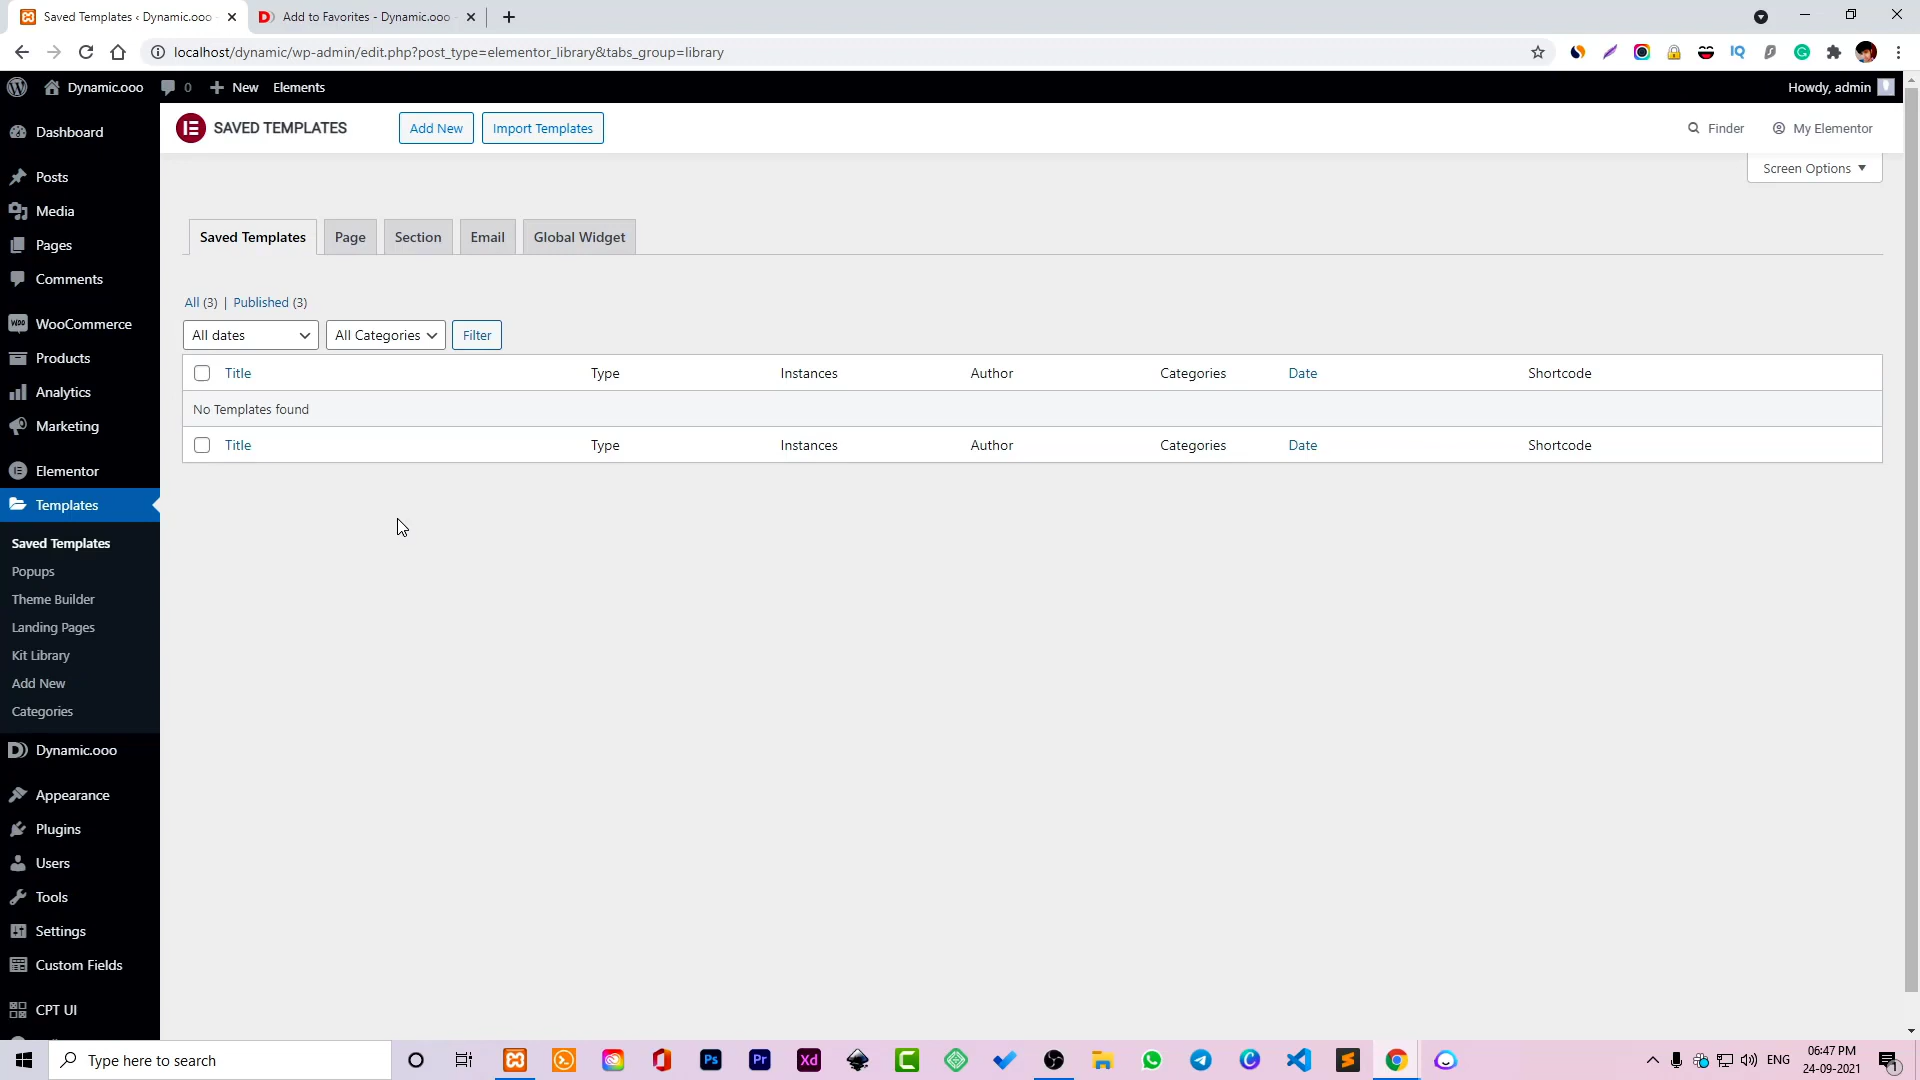 Saved Templates ‹ Dynamic.ooo
Add to Favorites - Dynamic.ooo
localhost/dynamic/wp-admin/edit.php?post_type=elementor_library&tabs_group=library
Dynamic.ooo
0
New
Elements
Howdy, admin
SAVED TEMPLATES
Add New
Import Templates
Finder
My Elementor
Screen Options
Saved Templates
Page
Section
Email
Global Widget
All (3) | Published (3)
All dates
All Categories
Filter
Title Type Instances Author Categories Date Shortcode
No Templates found
Title Type Instances Author Categories Date Shortcode
Dashboard
Posts
Media
Pages
Comments
WooCommerce
Products
Analytics
Marketing
Elementor
Templates
Saved Templates
Popups
Theme Builder
Landing Pages
Kit Library
Add New
Categories
Dynamic.ooo
Appearance
Plugins
Users
Tools
Settings
Custom Fields
CPT UI
Type here to search
Ps
Pr
Xd
ENG
06:47 PM
24-09-2021
1